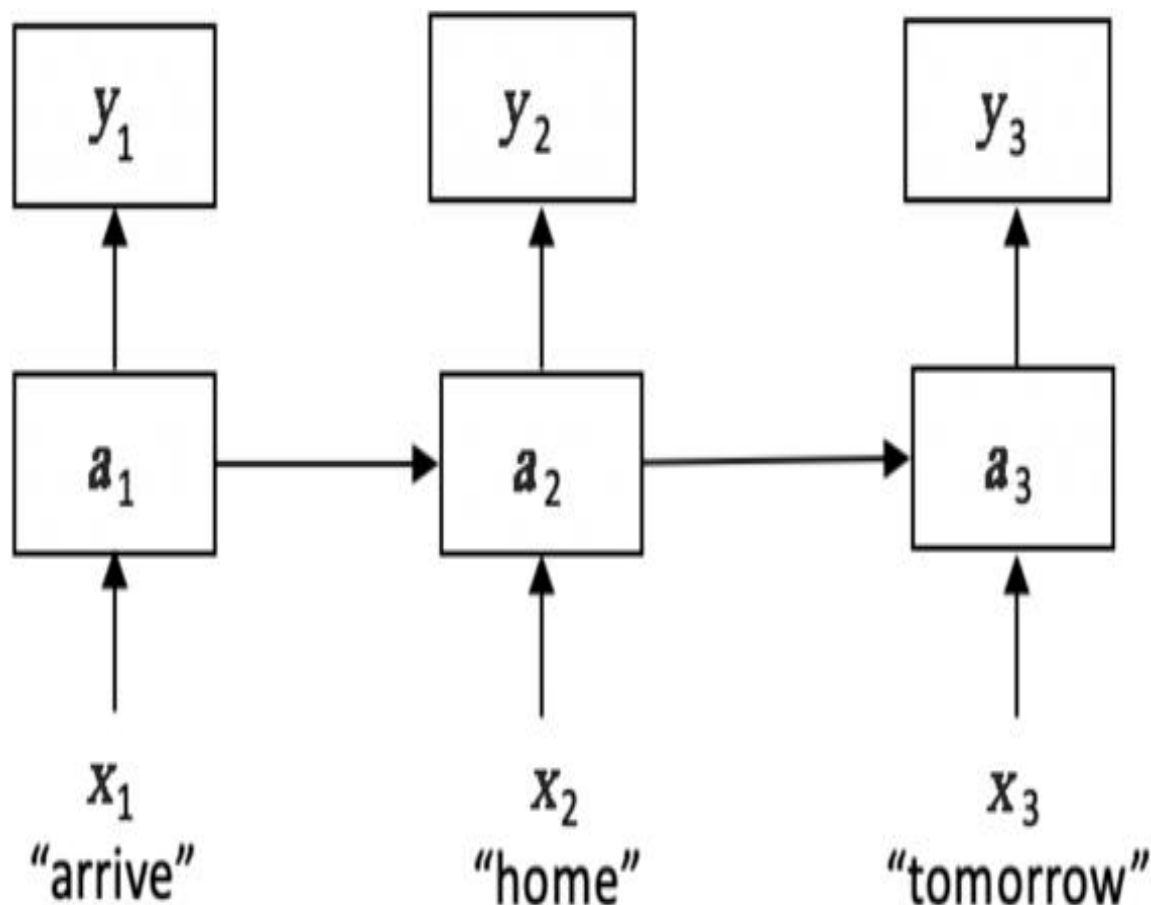 y₁ y₂ y₃
a₁ a₂ a₃
x₁ x₂ x₃
“arrive” “home” “tomorrow”